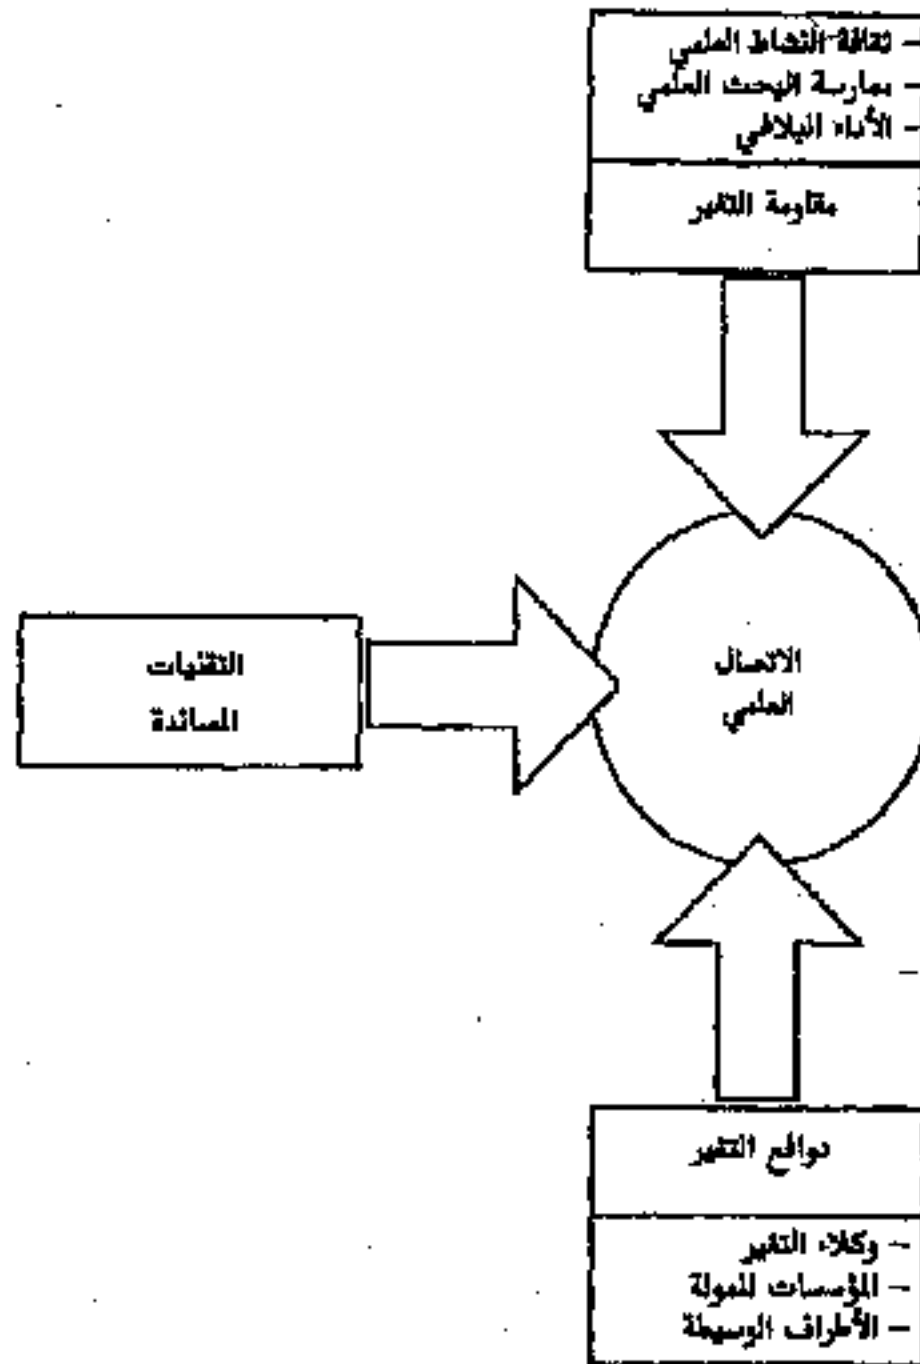 - ثقافة النشاط العلمي
- ممارسة البحث العلمي
- الأداء البلاغي
مقاومة التغير
التقنيات
المساندة
الاتصال
العلمي
دوافع التغير
- وكلاء التغير
- المؤسسات الممولة
- الأطراف الوسيطة